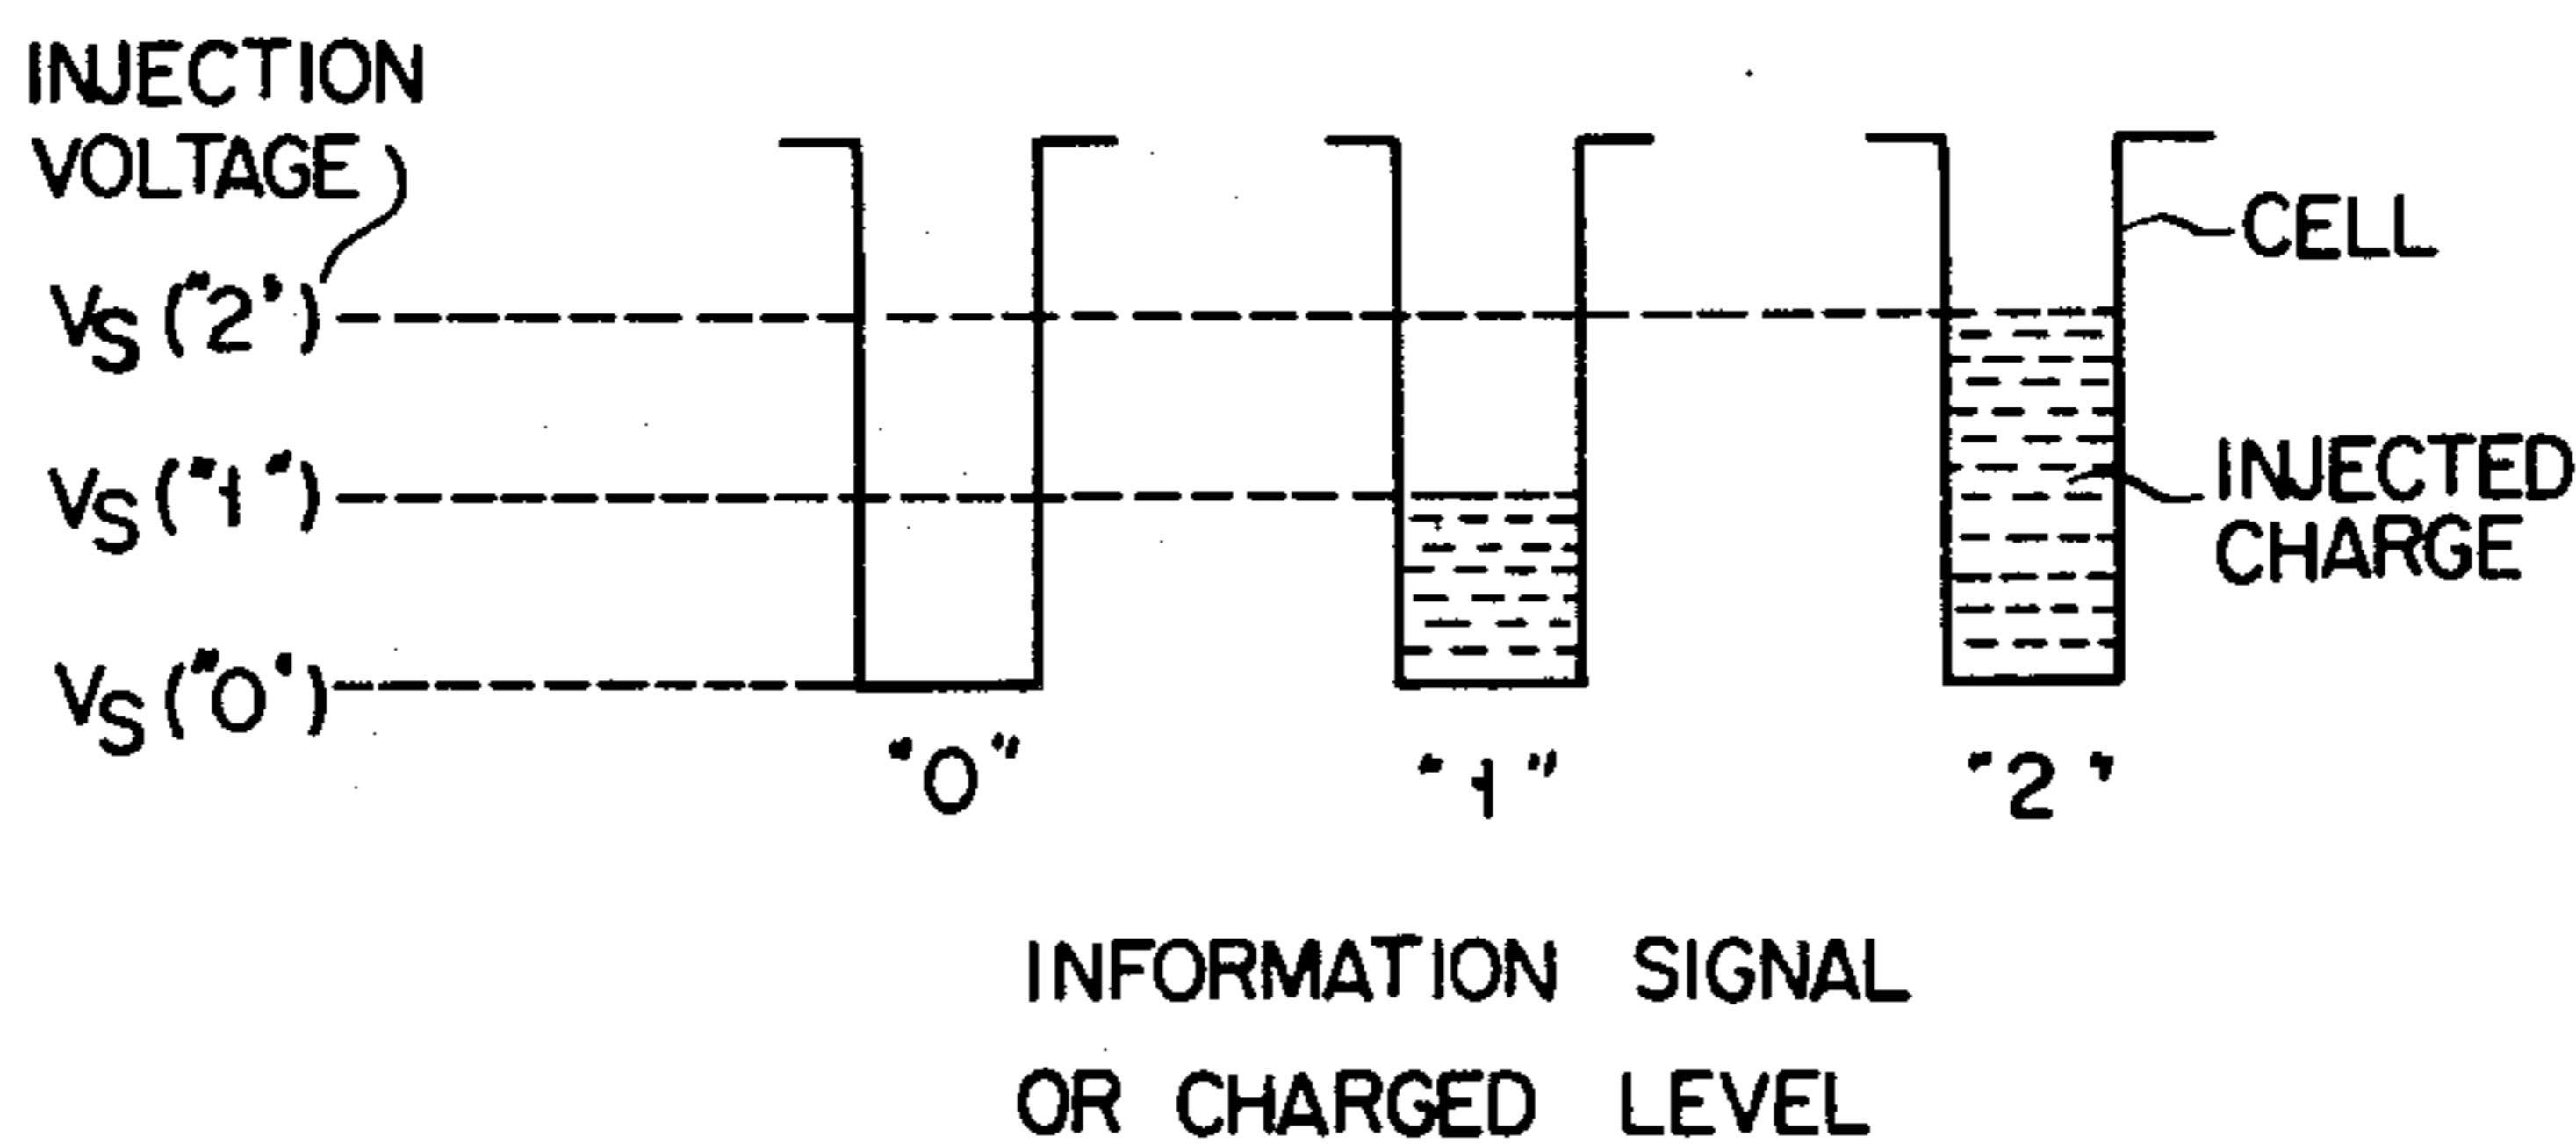 INJECTION
VOLTAGE
VS ("2")
VS ("1")
VS ("0")
CELL
INJECTED
CHARGE
"0"
"1"
"2"
INFORMATION SIGNAL
OR CHARGED LEVEL